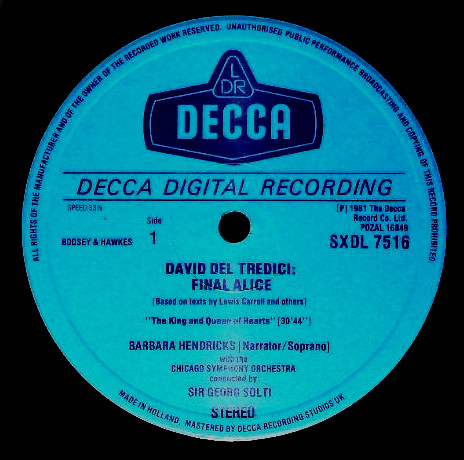 ALL RIGHTS OF THE MANUFACTURER AND OF THE OWNER OF THE RECORDED WORK RESERVED. UNAUTHORISED PUBLIC PERFORMANCE BROADCASTING AND COPYING OF THIS RECORD PROHIBITED
L
DR
DECCA
DECCA DIGITAL RECORDING
SPEED 33⅓
(P) 1981 The Decca
Record Co. Ltd.
Side
1
POZAL 16849
BOOSEY & HAWKES
SXDL 7516
DAVID DEL TREDICI:
FINAL ALICE
(Based on texts by Lewis Carroll and others)
"The King and Queen of Hearts" (30'44")
BARBARA HENDRICKS (Narrator/Soprano)
with the
CHICAGO SYMPHONY ORCHESTRA
conducted by
SIR GEORG SOLTI
STEREO
MADE IN HOLLAND. MASTERED BY DECCA RECORDING STUDIOS UK